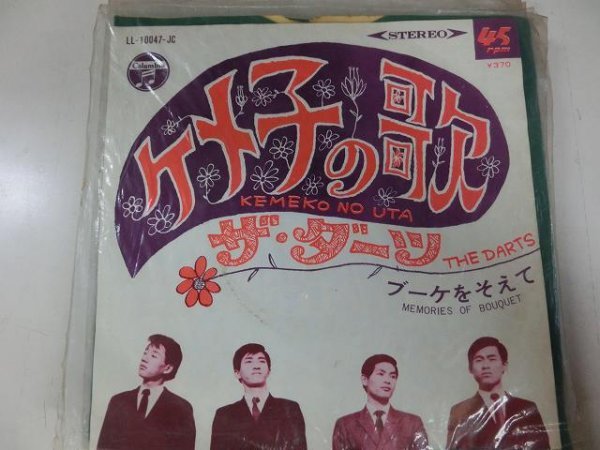 LL-10047-JC
STEREO
45
rpm
¥370
Columbia
ケメ子の歌
KEMEKO NO UTA
ザ・ダーツ
THE DARTS
ブーケをそえて
MEMORIES OF BOUQUET